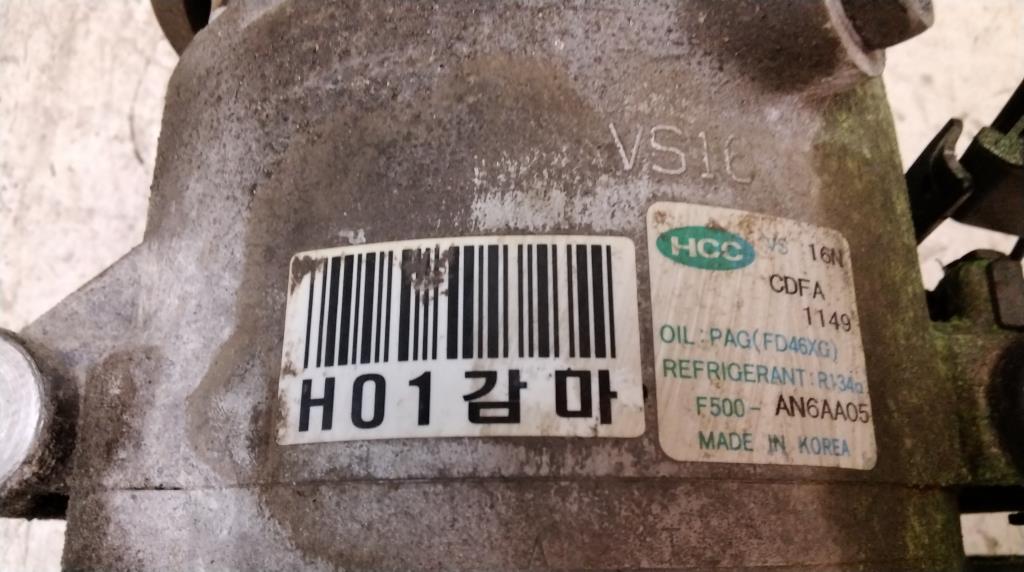 VS16
H01감마
HCC VS 16N
CDFA
1149
OIL : PAG(FD46XG)
REFRIGERANT : R134a
F500 - AN6AA05
MADE IN KOREA